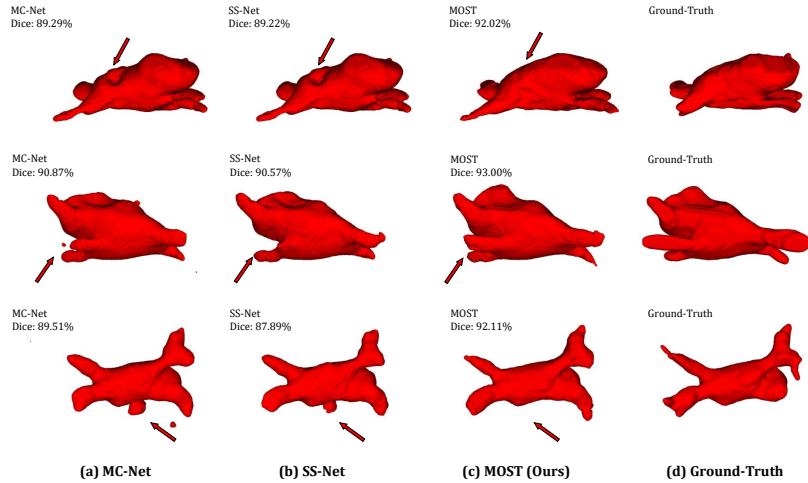 MC-Net
Dice: 89.29%
SS-Net
Dice: 89.22%
MOST
Dice: 92.02%
Ground-Truth
MC-Net
Dice: 90.87%
SS-Net
Dice: 90.57%
MOST
Dice: 93.00%
Ground-Truth
MC-Net
Dice: 89.51%
SS-Net
Dice: 87.89%
MOST
Dice: 92.11%
Ground-Truth
(a) MC-Net
(b) SS-Net
(c) MOST (Ours)
(d) Ground-Truth